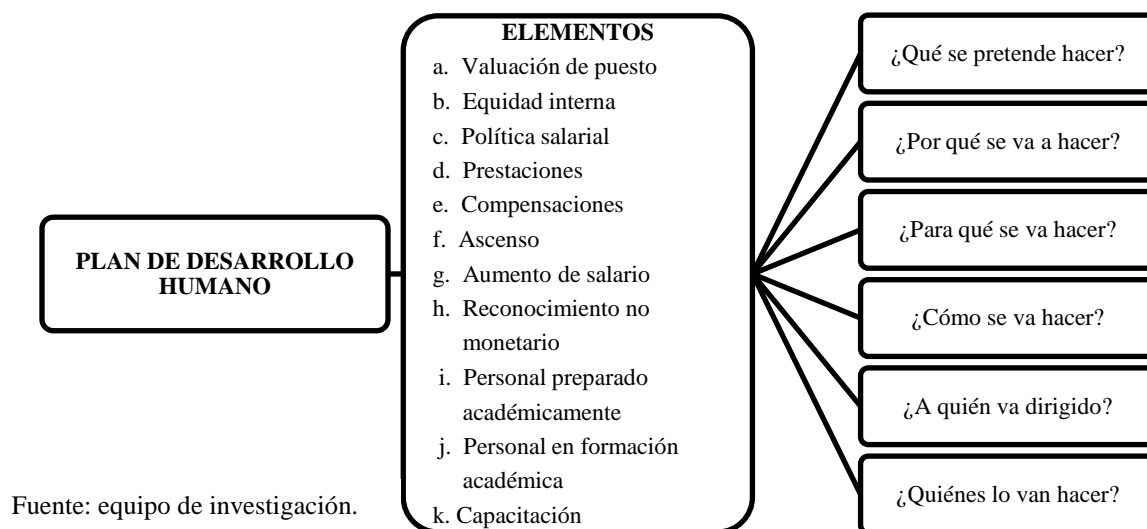 PLAN DE DESARROLLO
HUMANO
ELEMENTOS
a. Valuación de puesto
b. Equidad interna
c. Política salarial
d. Prestaciones
e. Compensaciones
f. Ascenso
g. Aumento de salario
h. Reconocimiento no
monetario
i. Personal preparado
académicamente
j. Personal en formación
académica
k. Capacitación
¿Qué se pretende hacer?
¿Por qué se va a hacer?
¿Para qué se va hacer?
¿Cómo se va hacer?
¿A quién va dirigido?
¿Quiénes lo van hacer?
Fuente: equipo de investigación.